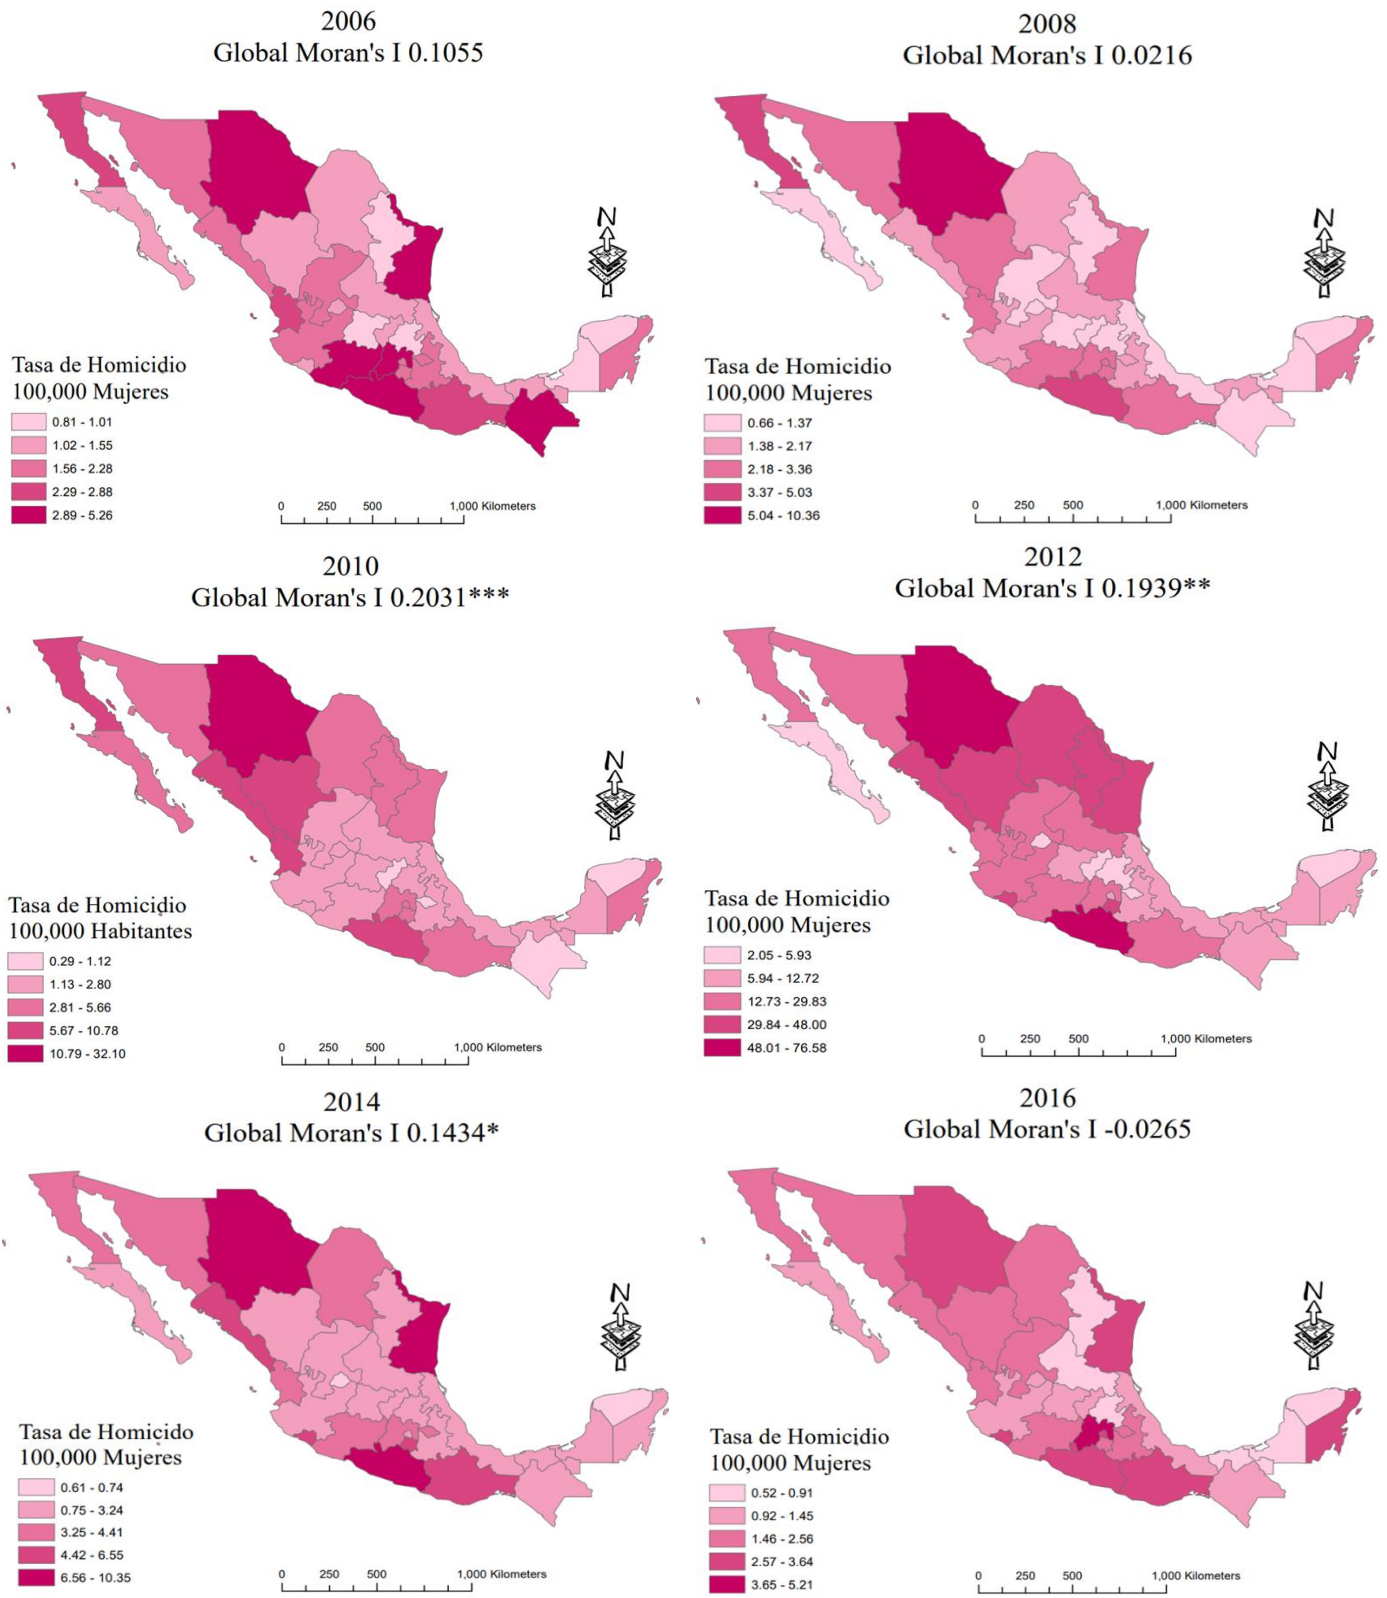 2006
Global Moran's I 0.1055
N
Tasa de Homicidio
100,000 Mujeres
0.81 - 1.01
1.02 - 1.55
1.56 - 2.28
2.29 - 2.88
2.89 - 5.26
0 250 500 1,000 Kilometers
2008
Global Moran's I 0.0216
N
Tasa de Homicidio
100,000 Mujeres
0.66 - 1.37
1.38 - 2.17
2.18 - 3.36
3.37 - 5.03
5.04 - 10.36
0 250 500 1,000 Kilometers
2010
Global Moran's I 0.2031***
N
Tasa de Homicidio
100,000 Habitantes
0.29 - 1.12
1.13 - 2.80
2.81 - 5.66
5.67 - 10.78
10.79 - 32.10
0 250 500 1,000 Kilometers
2012
Global Moran's I 0.1939**
N
Tasa de Homicidio
100,000 Mujeres
2.05 - 5.93
5.94 - 12.72
12.73 - 29.83
29.84 - 48.00
48.01 - 76.58
0 250 500 1,000 Kilometers
2014
Global Moran's I 0.1434*
N
Tasa de Homicido
100,000 Mujeres
0.61 - 0.74
0.75 - 3.24
3.25 - 4.41
4.42 - 6.55
6.56 - 10.35
0 250 500 1,000 Kilometers
2016
Global Moran's I -0.0265
N
Tasa de Homicidio
100,000 Mujeres
0.52 - 0.91
0.92 - 1.45
1.46 - 2.56
2.57 - 3.64
3.65 - 5.21
0 250 500 1,000 Kilometers